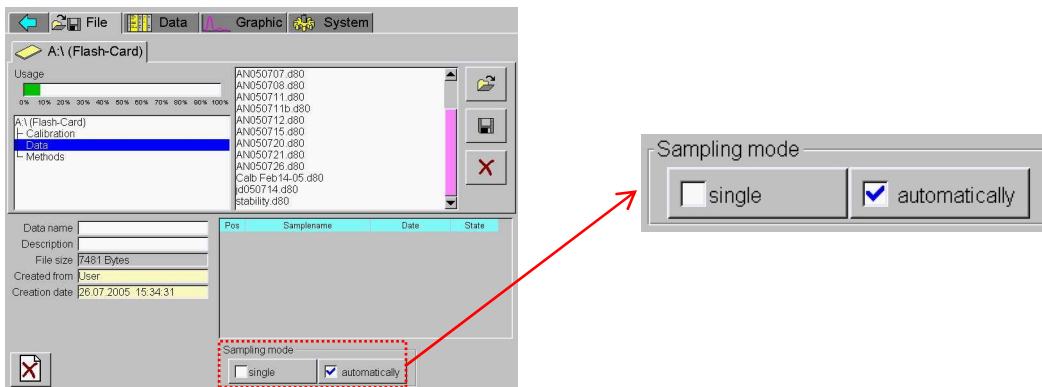 File Data Graphic System
A:\ (Flash-Card)
Usage
0% 10% 20% 30% 40% 50% 60% 70% 80% 90% 100%
A:\ (Flash-Card)
Calibration
Data
Methods
AN050707.d80
AN050708.d80
AN050711.d80
AN050711b.d80
AN050712.d80
AN050715.d80
AN050720.d80
AN050721.d80
AN050726.d80
Calb Feb14-05.d80
jd050714.d80
stability.d80
Data name
Description
File size 7481 Bytes
Created from User
Creation date 26.07.2005 15:34:31
Pos Samplename Date State
Sampling mode
single automatically
Sampling mode
single automatically